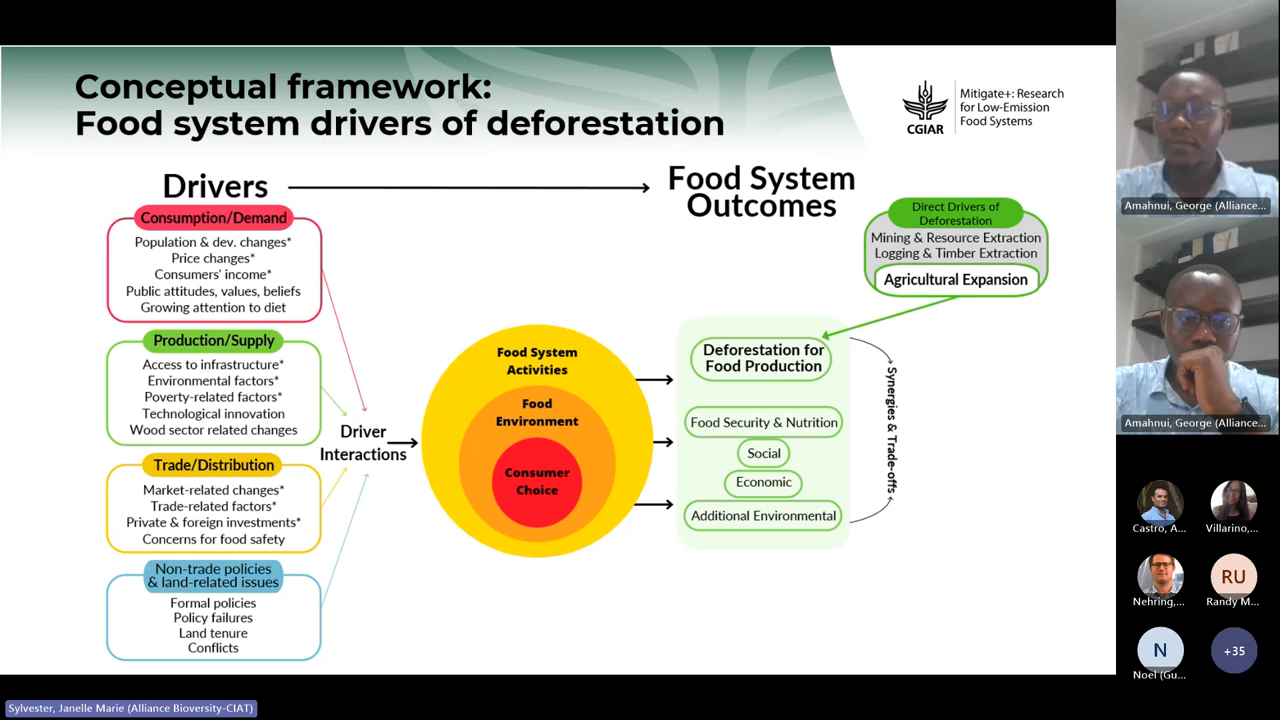 Conceptual framework:
Food system drivers of deforestation
CGIAR
Mitigate+: Research
for Low-Emission
Food Systems
Drivers
Food System
Outcomes
Consumption/Demand
Population & dev. changes*
Price changes*
Consumers' income*
Public attitudes, values, beliefs
Growing attention to diet
Production/Supply
Access to infrastructure*
Environmental factors*
Poverty-related factors*
Technological innovation
Wood sector related changes
Trade/Distribution
Market-related changes*
Trade-related factors*
Private & foreign investments*
Concerns for food safety
Non-trade policies
& land-related issues
Formal policies
Policy failures
Land tenure
Conflicts
Driver
Interactions
Food System
Activities
Food
Environment
Consumer
Choice
Direct Drivers of
Deforestation
Mining & Resource Extraction
Logging & Timber Extraction
Agricultural Expansion
Deforestation for
Food Production
Food Security & Nutrition
Social
Economic
Additional Environmental
Synergies & Trade-offs
Amahnui, George (Alliance...
Amahnui, George (Alliance...
Castro, A...
Villarino,...
Nehring,...
RU
Randy M...
N
Noel (Gu...
+35
Sylvester, Janelle Marie (Alliance Bioversity-CIAT)